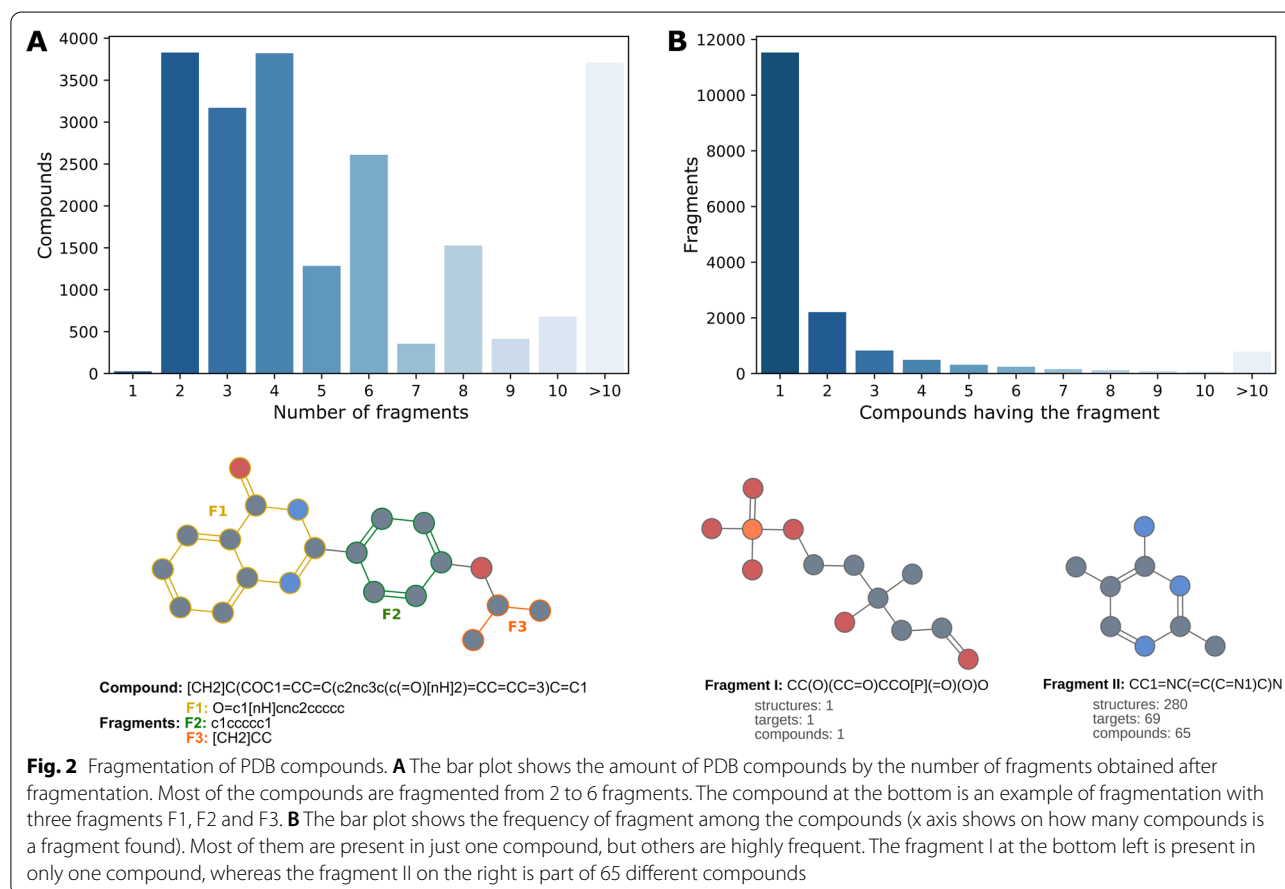 A
4000
3500
3000
2500
2000
1500
1000
500
0
Compounds
1 2 3 4 5 6 7 8 9 10 >10
Number of fragments
B
12000
10000
8000
6000
4000
2000
0
Fragments
1 2 3 4 5 6 7 8 9 10 >10
Compounds having the fragment
F1
F2
F3
Compound: [CH2]C(COC1=CC=C(c2nc3c(c(=O)[nH]2)=CC=CC=3)C=C1
F1: O=c1[nH]cnc2ccccc
Fragments: F2: c1ccccc1
F3: [CH2]CC
Fragment I: CC(O)(CC=O)CCO[P](=O)(O)O
structures: 1
targets: 1
compounds: 1
Fragment II: CC1=NC(=C(C=N1)C)N
structures: 280
targets: 69
compounds: 65
Fig. 2 Fragmentation of PDB compounds. A The bar plot shows the amount of PDB compounds by the number of fragments obtained after
fragmentation. Most of the compounds are fragmented from 2 to 6 fragments. The compound at the bottom is an example of fragmentation with
three fragments F1, F2 and F3. B The bar plot shows the frequency of fragment among the compounds (x axis shows on how many compounds is
a fragment found). Most of them are present in just one compound, but others are highly frequent. The fragment I at the bottom left is present in
only one compound, whereas the fragment II on the right is part of 65 different compounds